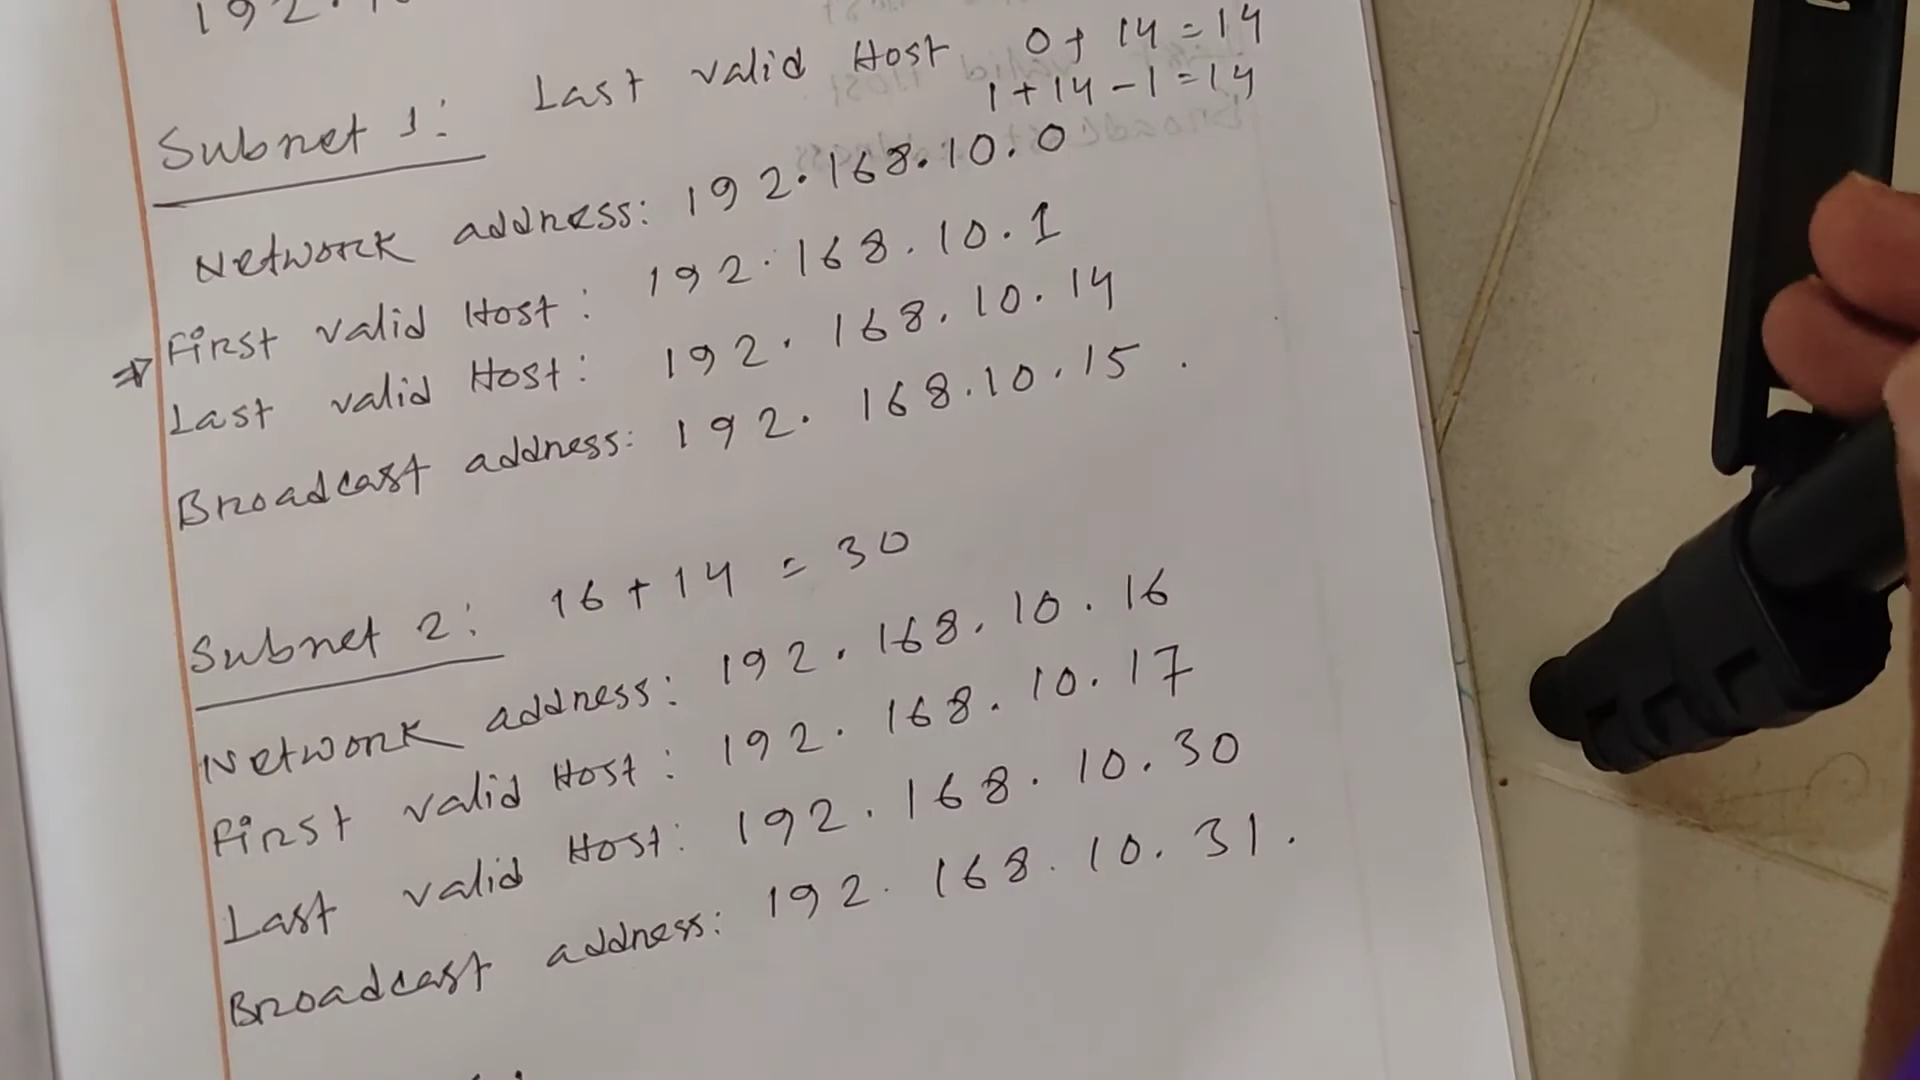 192.1
Last valid Host 0+ 14 = 14
1+14-1=14
Subnet 1:
Network address: 192.168.10.0
First valid Host: 192.168.10.1
Last valid Host: 192.168.10.14
Broadcast address: 192.168.10.15.
Subnet 2: 16+14 = 30
Network address: 192.168.10.16
First valid Host: 192.168.10.17
Last valid Host: 192.168.10.30
Broadcast address: 192.168.10.31.